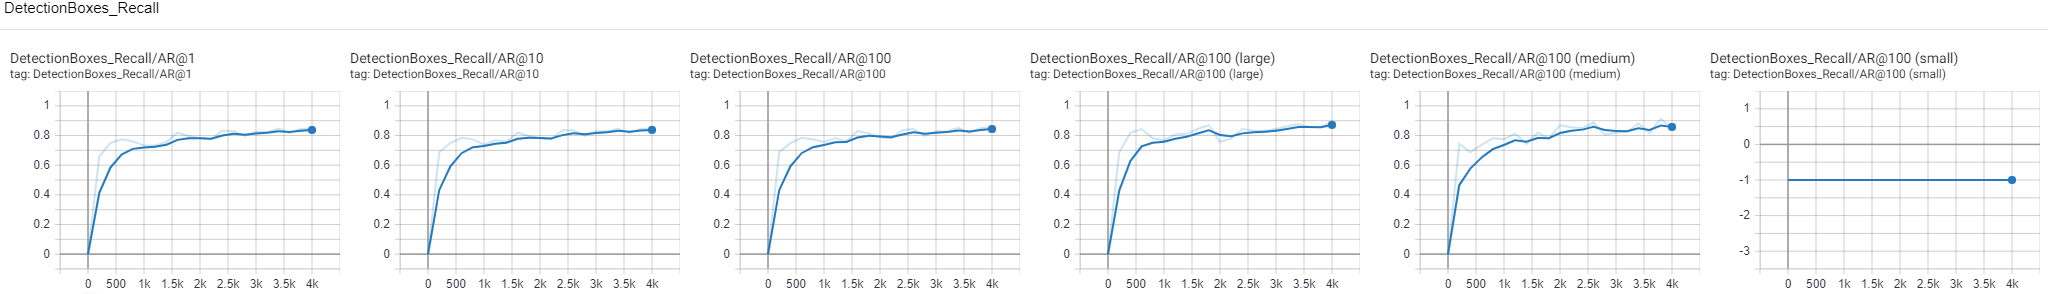 DetectionBoxes_Recall
DetectionBoxes_Recall/AR@1
tag: DetectionBoxes_Recall/AR@1
1
0.8
0.6
0.4
0.2
0
0 500 1k 1.5k 2k 2.5k 3k 3.5k 4k
DetectionBoxes_Recall/AR@10
tag: DetectionBoxes_Recall/AR@10
1
0.8
0.6
0.4
0.2
0
0 500 1k 1.5k 2k 2.5k 3k 3.5k 4k
DetectionBoxes_Recall/AR@100
tag: DetectionBoxes_Recall/AR@100
1
0.8
0.6
0.4
0.2
0
0 500 1k 1.5k 2k 2.5k 3k 3.5k 4k
DetectionBoxes_Recall/AR@100 (large)
tag: DetectionBoxes_Recall/AR@100 (large)
1
0.8
0.6
0.4
0.2
0
0 500 1k 1.5k 2k 2.5k 3k 3.5k 4k
DetectionBoxes_Recall/AR@100 (medium)
tag: DetectionBoxes_Recall/AR@100 (medium)
1
0.8
0.6
0.4
0.2
0
0 500 1k 1.5k 2k 2.5k 3k 3.5k 4k
DetectionBoxes_Recall/AR@100 (small)
tag: DetectionBoxes_Recall/AR@100 (small)
1
0
-1
-2
-3
0 500 1k 1.5k 2k 2.5k 3k 3.5k 4k